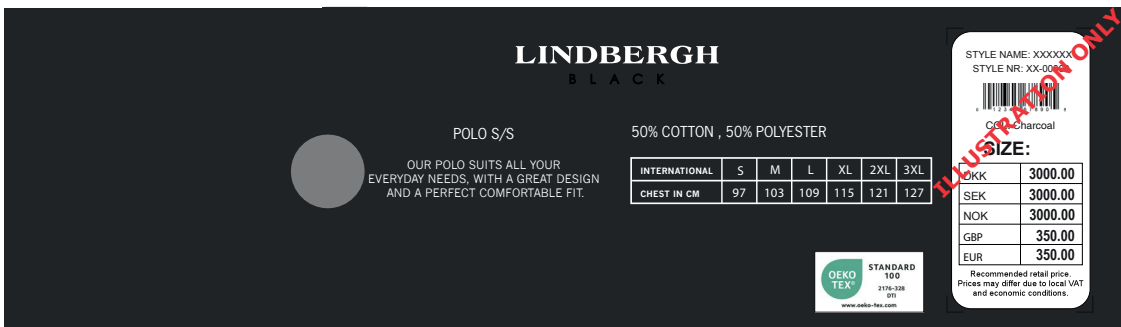 LINDBERGH
BLACK
POLO S/S
OUR POLO SUITS ALL YOUR
EVERYDAY NEEDS, WITH A GREAT DESIGN
AND A PERFECT COMFORTABLE FIT.
50% COTTON , 50% POLYESTER
INTERNATIONAL S M L XL 2XL 3XL
CHEST IN CM 97 103 109 115 121 127
OEKO
TEX®
STANDARD
100
2176-328
DTI
www.oeko-tex.com
STYLE NAME: XXXXXX
STYLE NR:
Charcoal
SIZE:
DKK 3000.00
SEK 3000.00
NOK 3000.00
GBP 350.00
EUR 350.00
Recommended retail price.
Prices may differ due to local VAT
and economic conditions.
ILLUSTRATION ONLY